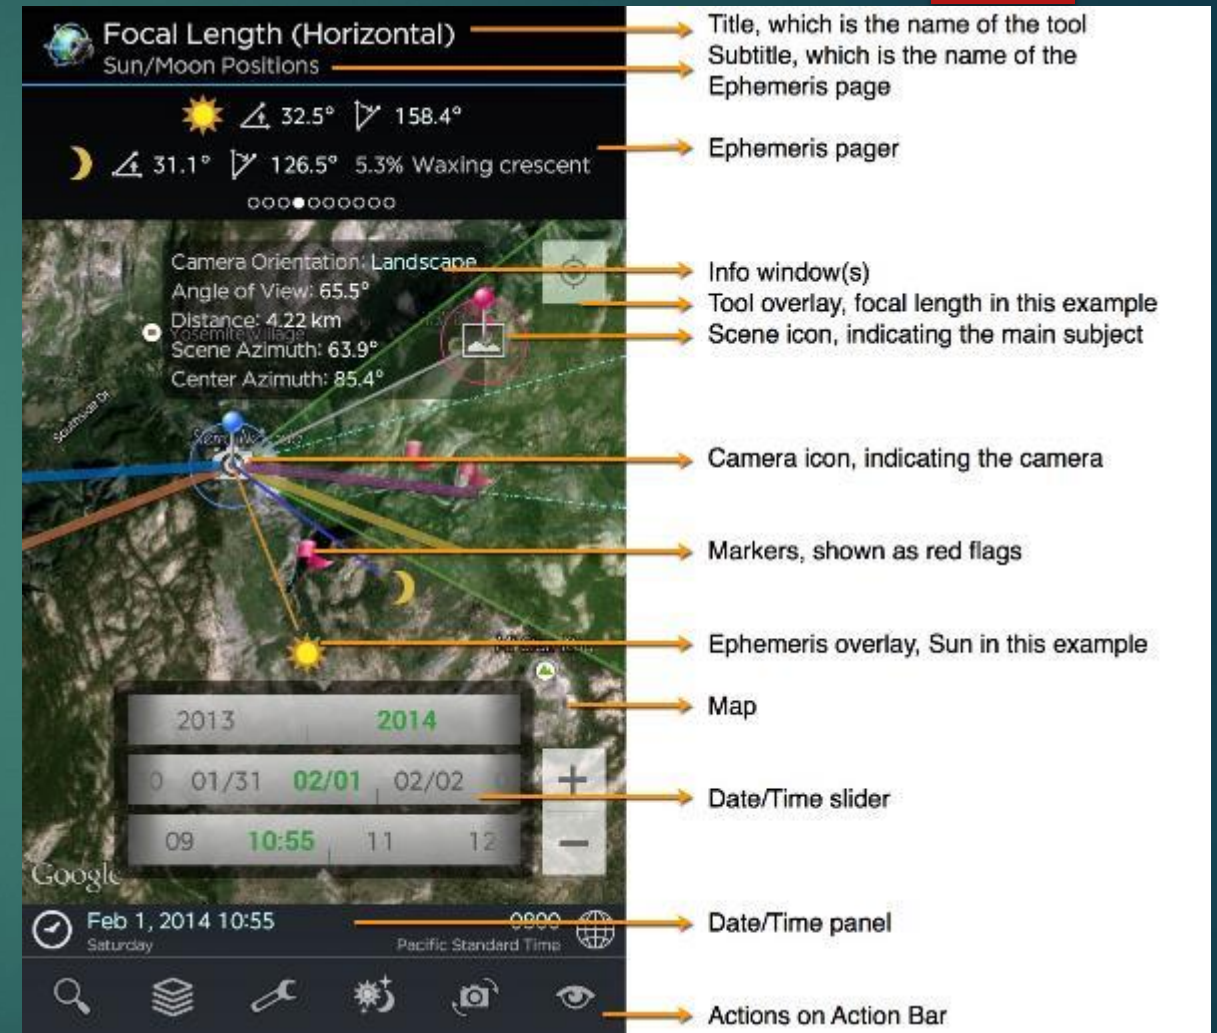 Focal Length (Horizontal)
Sun/Moon Positions
32.5° 158.4°
31.1° 126.5° 5.3% Waxing crescent
Camera Orientation: Landscape
Angle of View: 65.5°
Distance: 4.22 km
Yosemite Village
Scene Azimuth: 63.9°
Center Azimuth: 85.4°
Southside Dr
2013 2014
01/31 02/01 02/02
09 10:55 11 12
+
−
Google
Feb 1, 2014 10:55 0800
Saturday Pacific Standard Time
Title, which is the name of the tool
Subtitle, which is the name of the
Ephemeris page
Ephemeris pager
Info window(s)
Tool overlay, focal length in this example
Scene icon, indicating the main subject
Camera icon, indicating the camera
Markers, shown as red flags
Ephemeris overlay, Sun in this example
Map
Date/Time slider
Date/Time panel
Actions on Action Bar